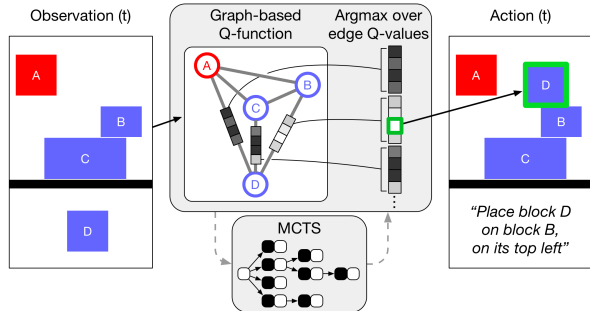 Observation (t)
Graph-based
Q-function
Argmax over
edge Q-values
Action (t)
A
B
C
D
A
B
C
D
MCTS
A
D
B
C
“Place block D
on block B,
on its top left”